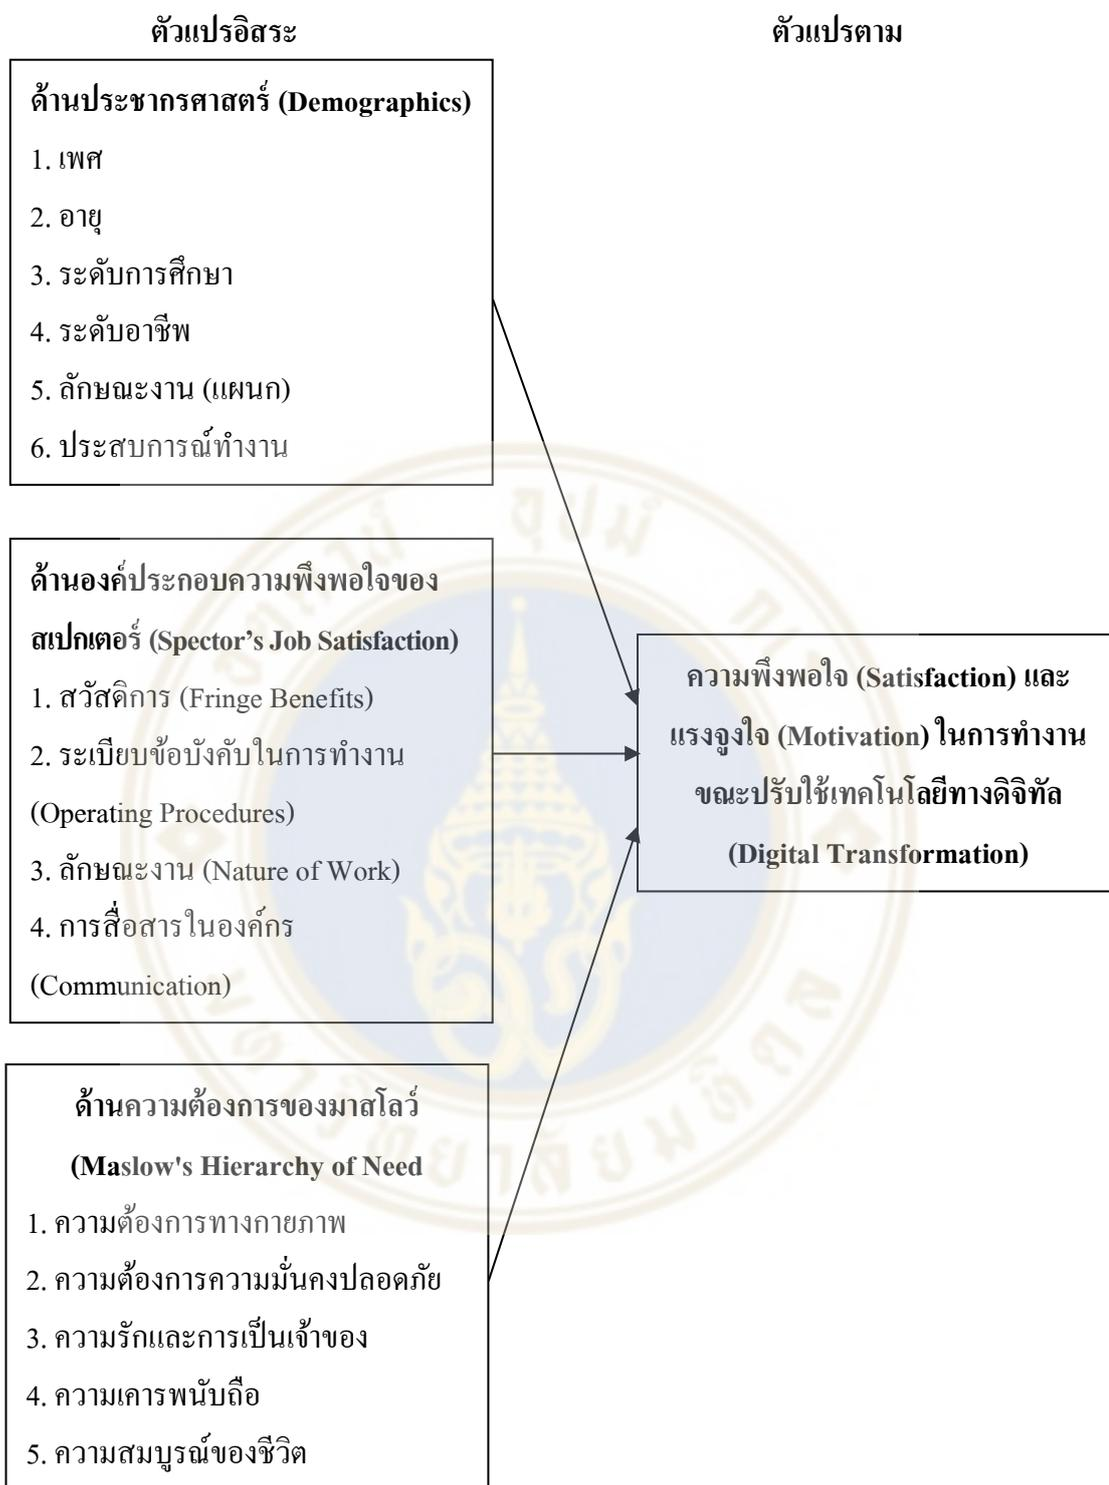 ตัวแปรอิสระ
ตัวแปรตาม
ด้านประชากรศาสตร์ (Demographics)
1. เพศ
2. อายุ
3. ระดับการศึกษา
4. ระดับอาชีพ
5. ลักษณะงาน (แผนก)
6. ประสบการณ์ทำงาน
ด้านองค์ประกอบความพึงพอใจของ
สเปกเตอร์ (Spector’s Job Satisfaction)
1. สวัสดิการ (Fringe Benefits)
2. ระเบียบข้อบังคับในการทำงาน
(Operating Procedures)
3. ลักษณะงาน (Nature of Work)
4. การสื่อสารในองค์กร
(Communication)
ด้านความต้องการของมาสโลว์
(Maslow's Hierarchy of Need
1. ความต้องการทางกายภาพ
2. ความต้องการความมั่นคงปลอดภัย
3. ความรักและการเป็นเจ้าของ
4. ความเคารพนับถือ
5. ความสมบูรณ์ของชีวิต
ความพึงพอใจ (Satisfaction) และ
แรงจูงใจ (Motivation) ในการทำงาน
ขณะปรับใช้เทคโนโลยีทางดิจิทัล
(Digital Transformation)
มหาวิทยาลัยมหิดล